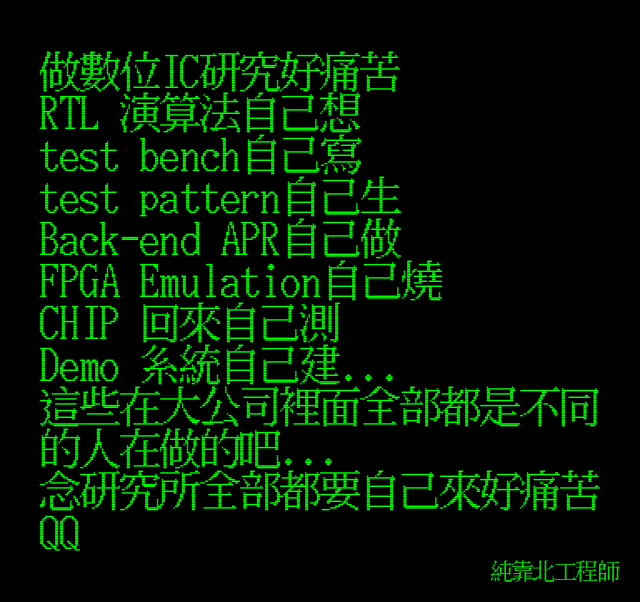 做數位IC研究好痛苦
RTL 演算法自己想
test bench自己寫
test pattern自己生
Back-end APR自己做
FPGA Emulation自己燒
CHIP 回來自己測
Demo 系統自己建...
這些在大公司裡面全部都是不同
的人在做的吧...
念研究所全部都要自己來好痛苦
QQ
純靠北工程師